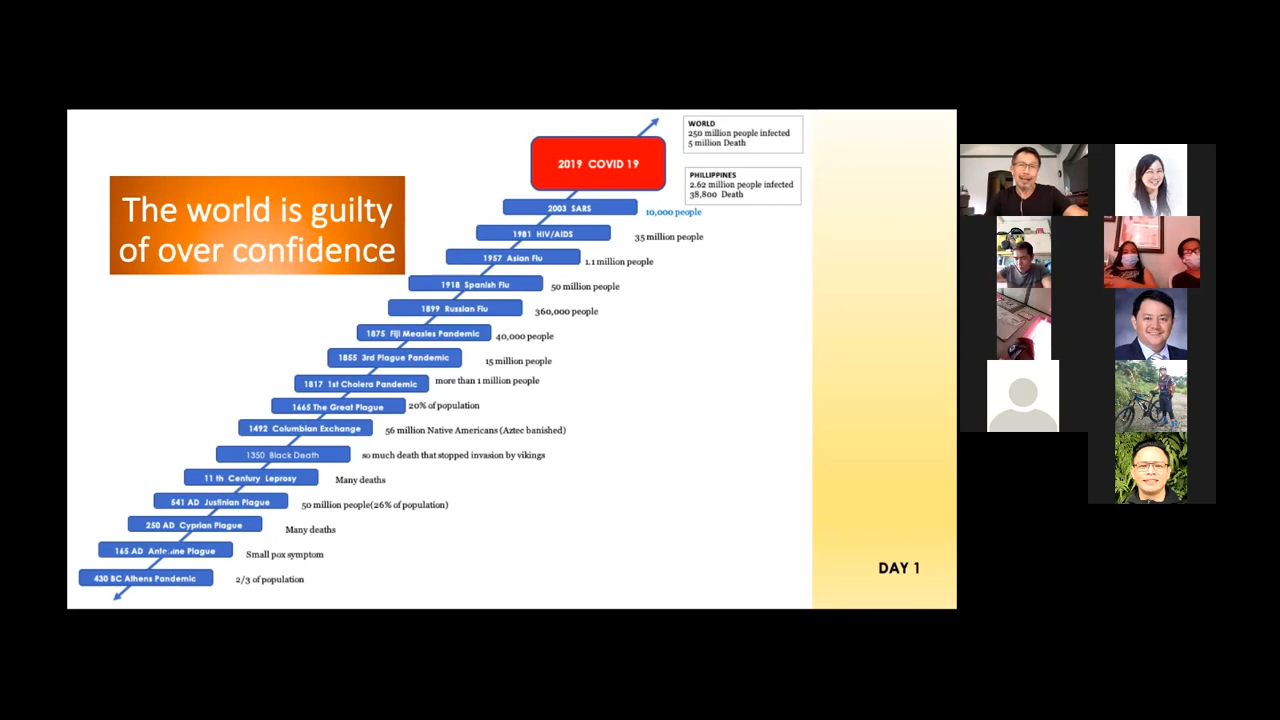 The world is guilty
of over confidence
WORLD
250 million people infected
5 million Death
PHILLIPPINES
2.62 million people infected
38,800 Death
2019 COVID 19
2003 SARS
10,000 people
1981 HIV/AIDS
35 million people
1957 Asian Flu
1.1 million people
1918 Spanish Flu
50 million people
1899 Russian Flu
360,000 people
1875 Fiji Measles Pandemic
40,000 people
1855 3rd Plague Pandemic
15 million people
1817 1st Cholera Pandemic
more than 1 million people
1665 The Great Plague
20% of population
1492 Columbian Exchange
56 million Native Americans (Aztec banished)
1350 Black Death
so much death that stopped invasion by vikings
11 th Century Leprosy
Many deaths
541 AD Justinian Plague
50 million people(26% of population)
250 AD Cyprian Plague
Many deaths
165 AD Antonine Plague
Small pox symptom
430 BC Athens Pandemic
2/3 of population
DAY 1